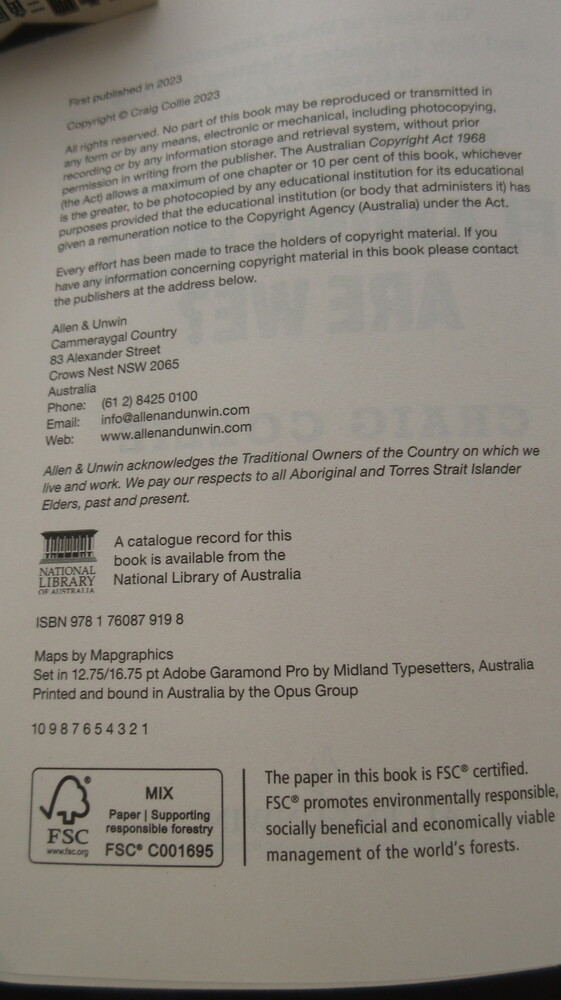 First published in 2023
Copyright © Craig Collie 2023
All rights reserved. No part of this book may be reproduced or transmitted in
any form or by any means, electronic or mechanical, including photocopying,
recording or by any information storage and retrieval system, without prior
permission in writing from the publisher. The Australian Copyright Act 1968
(the Act) allows a maximum of one chapter or 10 per cent of this book, whichever
is the greater, to be photocopied by any educational institution for its educational
purposes provided that the educational institution (or body that administers it) has
given a remuneration notice to the Copyright Agency (Australia) under the Act.
Every effort has been made to trace the holders of copyright material. If you
have any information concerning copyright material in this book please contact
the publishers at the address below.
Allen & Unwin
Cammeraygal Country
83 Alexander Street
Crows Nest NSW 2065
Australia
Phone: (61 2) 8425 0100
Email: info@allenandunwin.com
Web: www.allenandunwin.com
Allen & Unwin acknowledges the Traditional Owners of the Country on which we
live and work. We pay our respects to all Aboriginal and Torres Strait Islander
Elders, past and present.
NATIONAL
LIBRARY
OF AUSTRALIA
A catalogue record for this
book is available from the
National Library of Australia
ISBN 978 1 76087 919 8
Maps by Mapgraphics
Set in 12.75/16.75 pt Adobe Garamond Pro by Midland Typesetters, Australia
Printed and bound in Australia by the Opus Group
10 9 8 7 6 5 4 3 2 1
FSC
www.fsc.org
MIX
Paper | Supporting
responsible forestry
FSC® C001695
The paper in this book is FSC® certified.
FSC® promotes environmentally responsible,
socially beneficial and economically viable
management of the world's forests.
ARE WE?
CRAIG